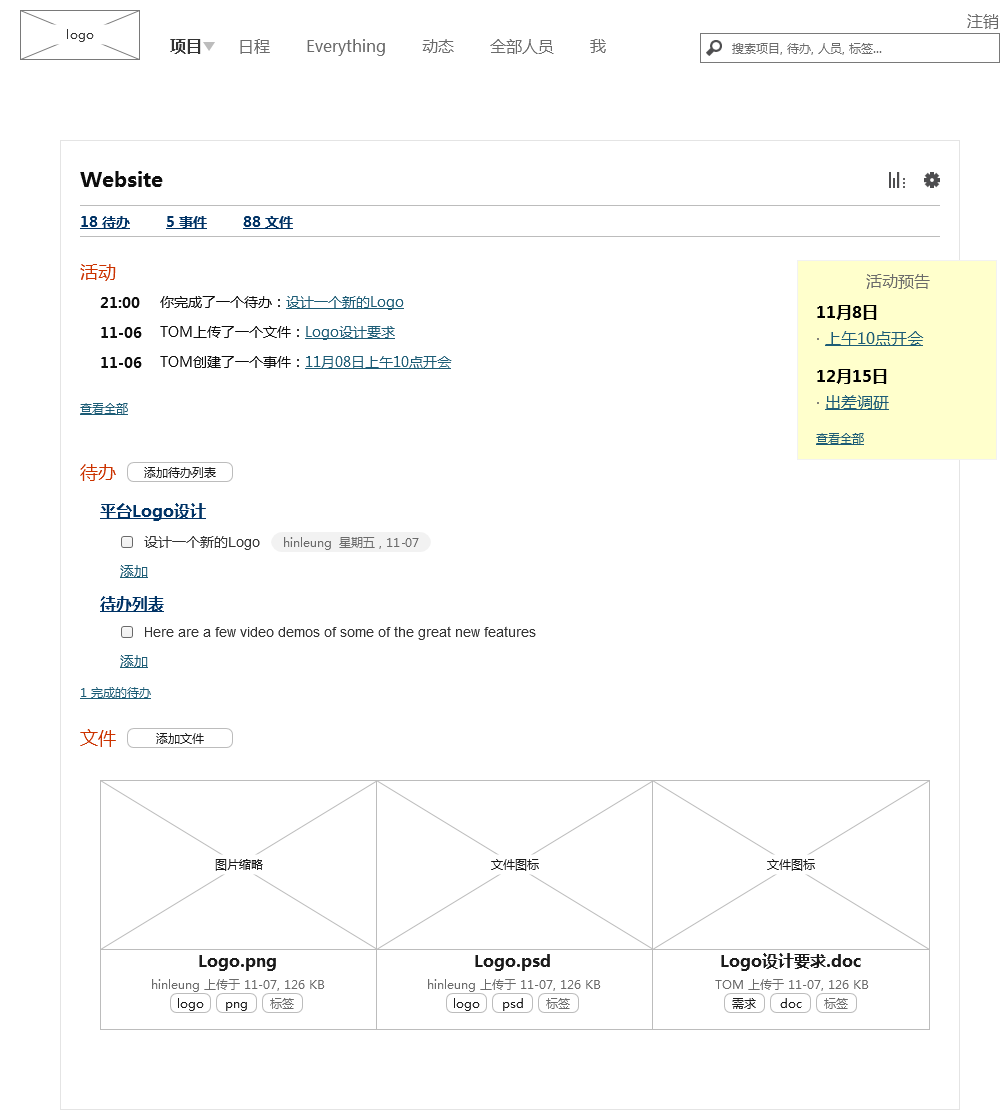 logo
项目 日程 Everything 动态 全部人员 我
注销
搜索项目, 待办, 人员, 标签...
Website
18 待办 5 事件 88 文件
活动
21:00 你完成了一个待办：设计一个新的Logo
11-06 TOM上传了一个文件：Logo设计要求
11-06 TOM创建了一个事件：11月08日上午10点开会
查看全部
活动预告
11月8日
· 上午10点开会
12月15日
· 出差调研
查看全部
待办 添加待办列表
平台Logo设计
设计一个新的Logo hinleung 星期五 , 11-07
添加
待办列表
Here are a few video demos of some of the great new features
添加
1 完成的待办
文件 添加文件
图片缩略 文件图标 文件图标
Logo.png Logo.psd Logo设计要求.doc
hinleung 上传于 11-07, 126 KB hinleung 上传于 11-07, 126 KB TOM 上传于 11-07, 126 KB
logo png 标签 logo psd 标签 需求 doc 标签